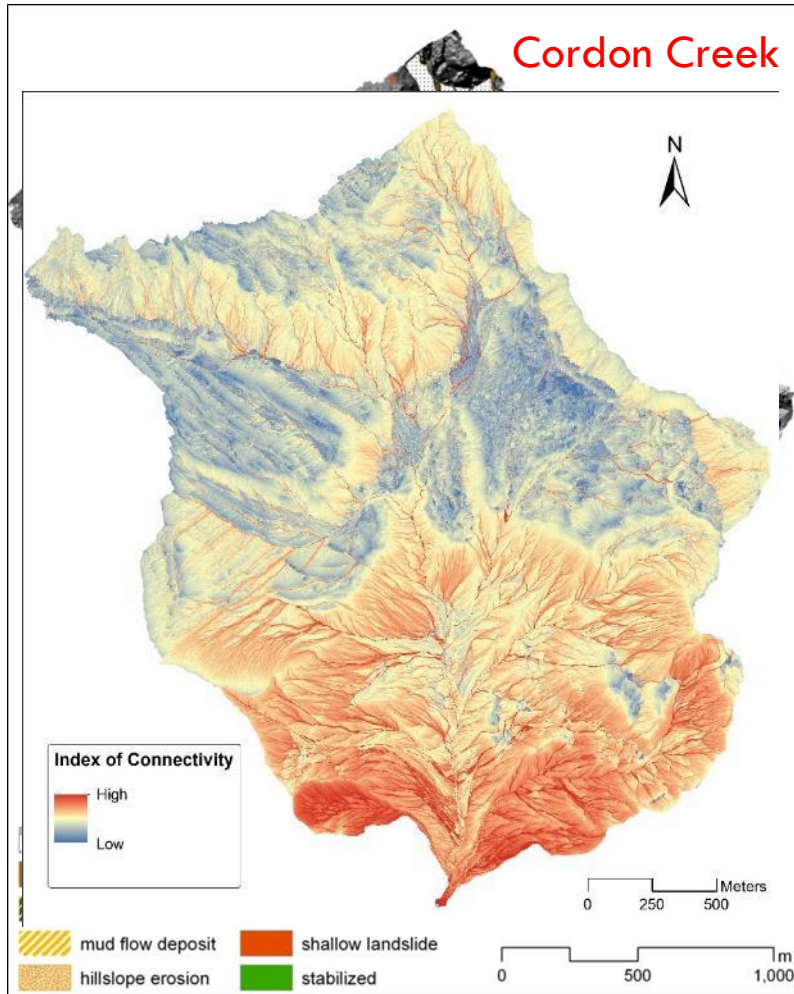 Cordon Creek
N
Index of Connectivity
High
Low
Meters
0 250 500
mud flow deposit
shallow landslide
hillslope erosion
stabilized
m
0 500 1,000